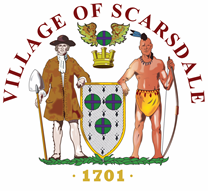 VILLAGE OF SCARSDALE
· 1701 ·